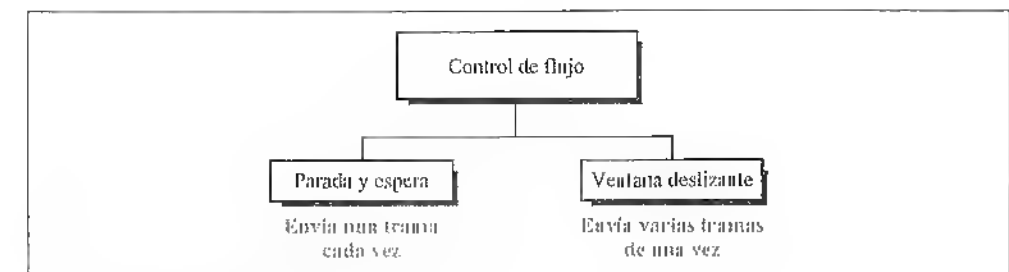 Control de flujo
Parada y espera
Ventana deslizante
Envía una trama
cada vez
Envía varias tramas
de una vez